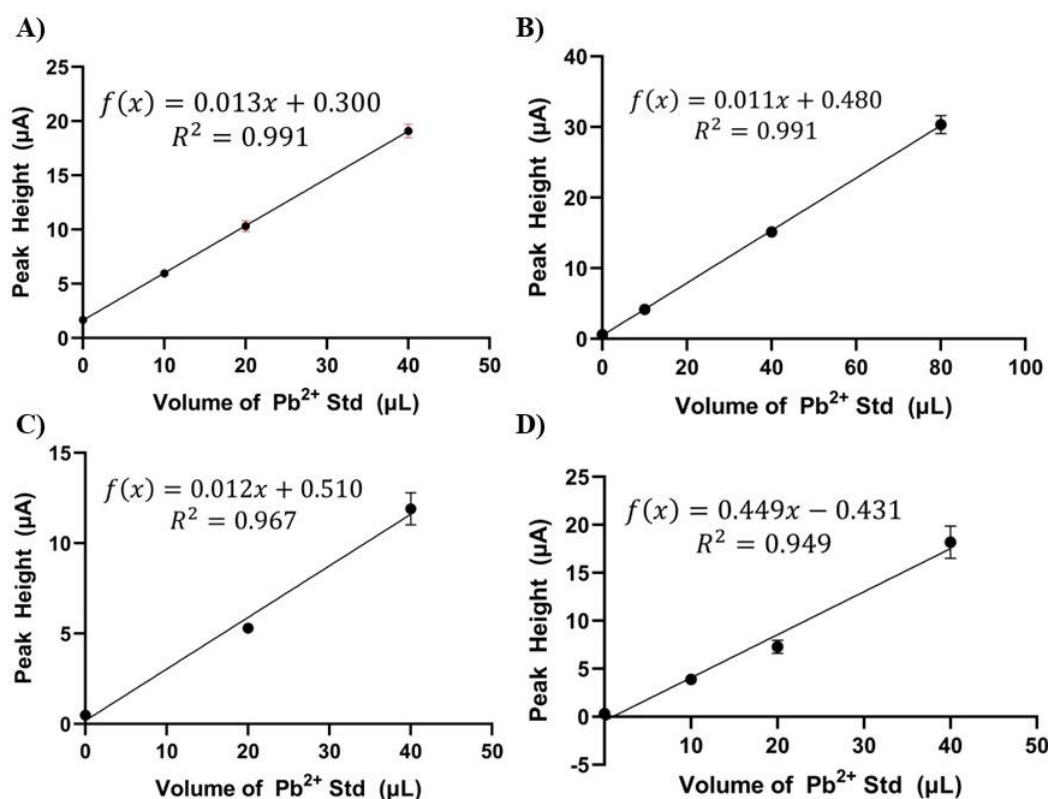 A)
Peak Height (µA)
25
20
15
10
5
0
f(x) = 0.013x + 0.300
R² = 0.991
0 10 20 30 40 50
Volume of Pb²⁺ Std (µL)
B)
Peak Height (µA)
40
30
20
10
0
f(x) = 0.011x + 0.480
R² = 0.991
0 20 40 60 80 100
Volume of Pb²⁺ Std (µL)
C)
Peak Height (µA)
15
10
5
0
f(x) = 0.012x + 0.510
R² = 0.967
0 10 20 30 40 50
Volume of Pb²⁺ Std (µL)
D)
Peak Height (µA)
25
20
15
10
5
0
-5
f(x) = 0.449x − 0.431
R² = 0.949
10 20 30 40 50
Volume of Pb²⁺ Std (µL)